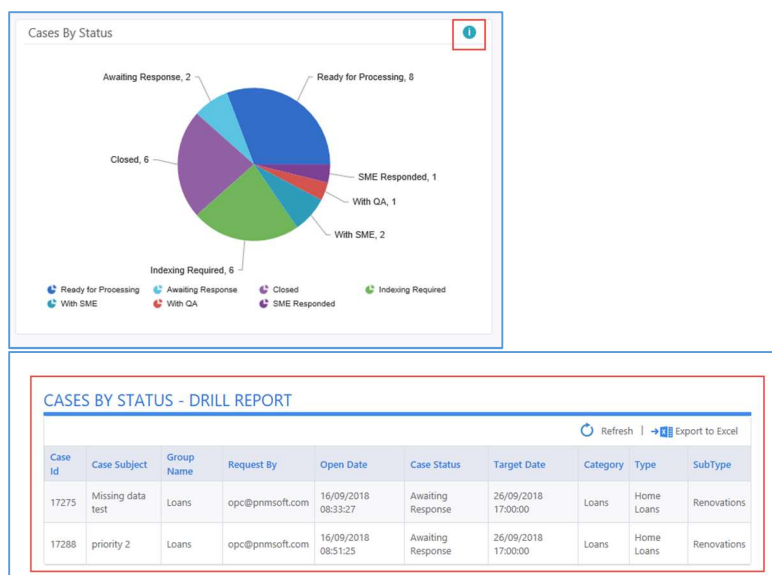 Cases By Status
i
Awaiting Response, 2
Ready for Processing, 8
Closed, 6
SME Responded, 1
With QA, 1
With SME, 2
Indexing Required, 6
Ready for Processing Awaiting Response Closed Indexing Required
With SME With QA SME Responded
CASES BY STATUS - DRILL REPORT
Refresh | Export to Excel
Case Id Case Subject Group Name Request By Open Date Case Status Target Date Category Type SubType
17275 Missing data test Loans opc@pnmsoft.com 16/09/2018 08:33:27 Awaiting Response 26/09/2018 17:00:00 Loans Home Loans Renovations
17288 priority 2 Loans opc@pnmsoft.com 16/09/2018 08:51:25 Awaiting Response 26/09/2018 17:00:00 Loans Home Loans Renovations